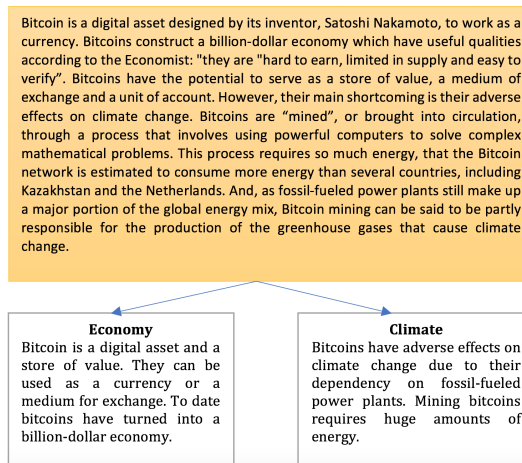 Bitcoin is a digital asset designed by its inventor, Satoshi Nakamoto, to work as a
currency. Bitcoins construct a billion-dollar economy which have useful qualities
according to the Economist: "they are "hard to earn, limited in supply and easy to
verify”. Bitcoins have the potential to serve as a store of value, a medium of
exchange and a unit of account. However, their main shortcoming is their adverse
effects on climate change. Bitcoins are “mined”, or brought into circulation,
through a process that involves using powerful computers to solve complex
mathematical problems. This process requires so much energy, that the Bitcoin
network is estimated to consume more energy than several countries, including
Kazakhstan and the Netherlands. And, as fossil-fueled power plants still make up
a major portion of the global energy mix, Bitcoin mining can be said to be partly
responsible for the production of the greenhouse gases that cause climate
change.
Economy
Bitcoin is a digital asset and a
store of value. They can be
used as a currency or a
medium for exchange. To date
bitcoins have turned into a
billion-dollar economy.
Climate
Bitcoins have adverse effects on
climate change due to their
dependency on fossil-fueled
power plants. Mining bitcoins
requires huge amounts of
energy.